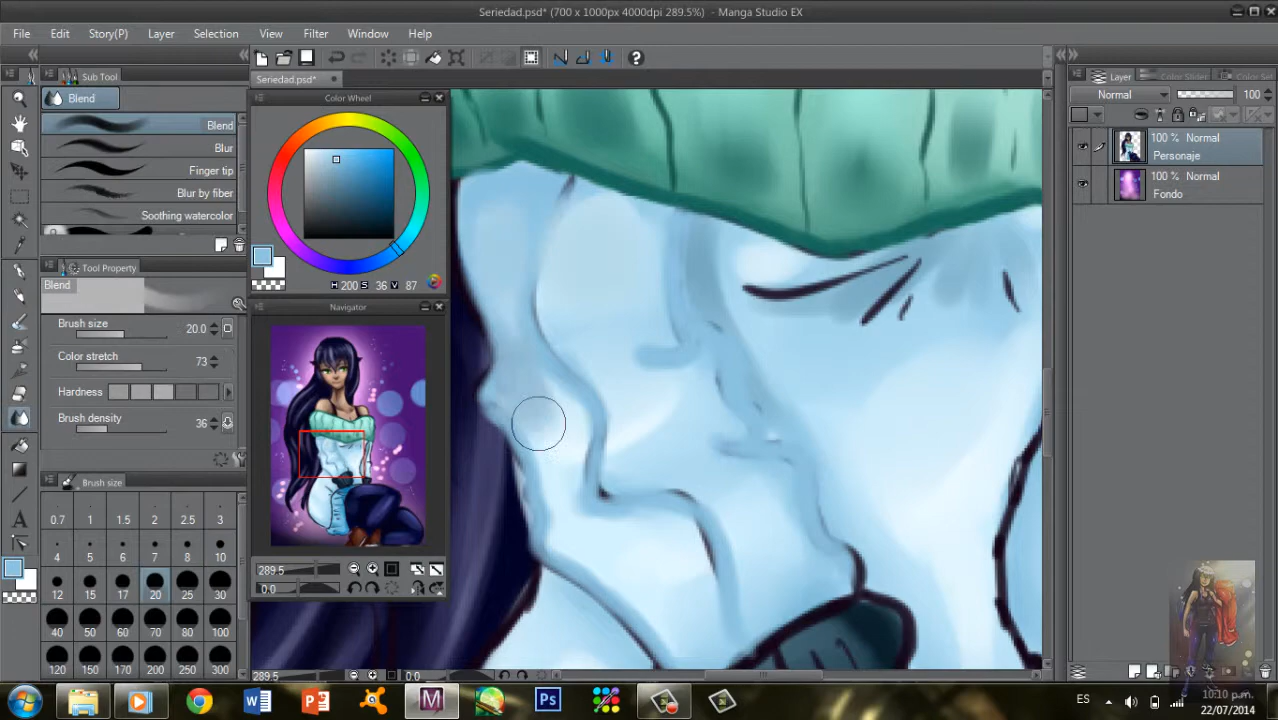 Seriedad.psd* (700 x 1000px 4000dpi 289.5%) - Manga Studio EX
File Edit Story(P) Layer Selection View Filter Window Help
Seriedad.psd*
Sub Tool
Blend
Blend
Blur
Finger tip
Blur by fiber
Soothing watercolor
Tool Property
Blend
Brush size 20.0
Color stretch 73
Hardness
Brush density 36
Brush size
0.7 1 1.5 2 2.5 3
4 5 6 7 8 10
12 15 17 20 25 30
40 50 60 70 80 100
120 150 170 200 250 300
Color Wheel
H 200 S 36 V 87
Navigator
289.5
0.0
289.5 0.0
Layer Color Slider Color Set
Normal 100
100 % Normal
Personaje
100 % Normal
Fondo
ES
10:10 p.m.
22/07/2014